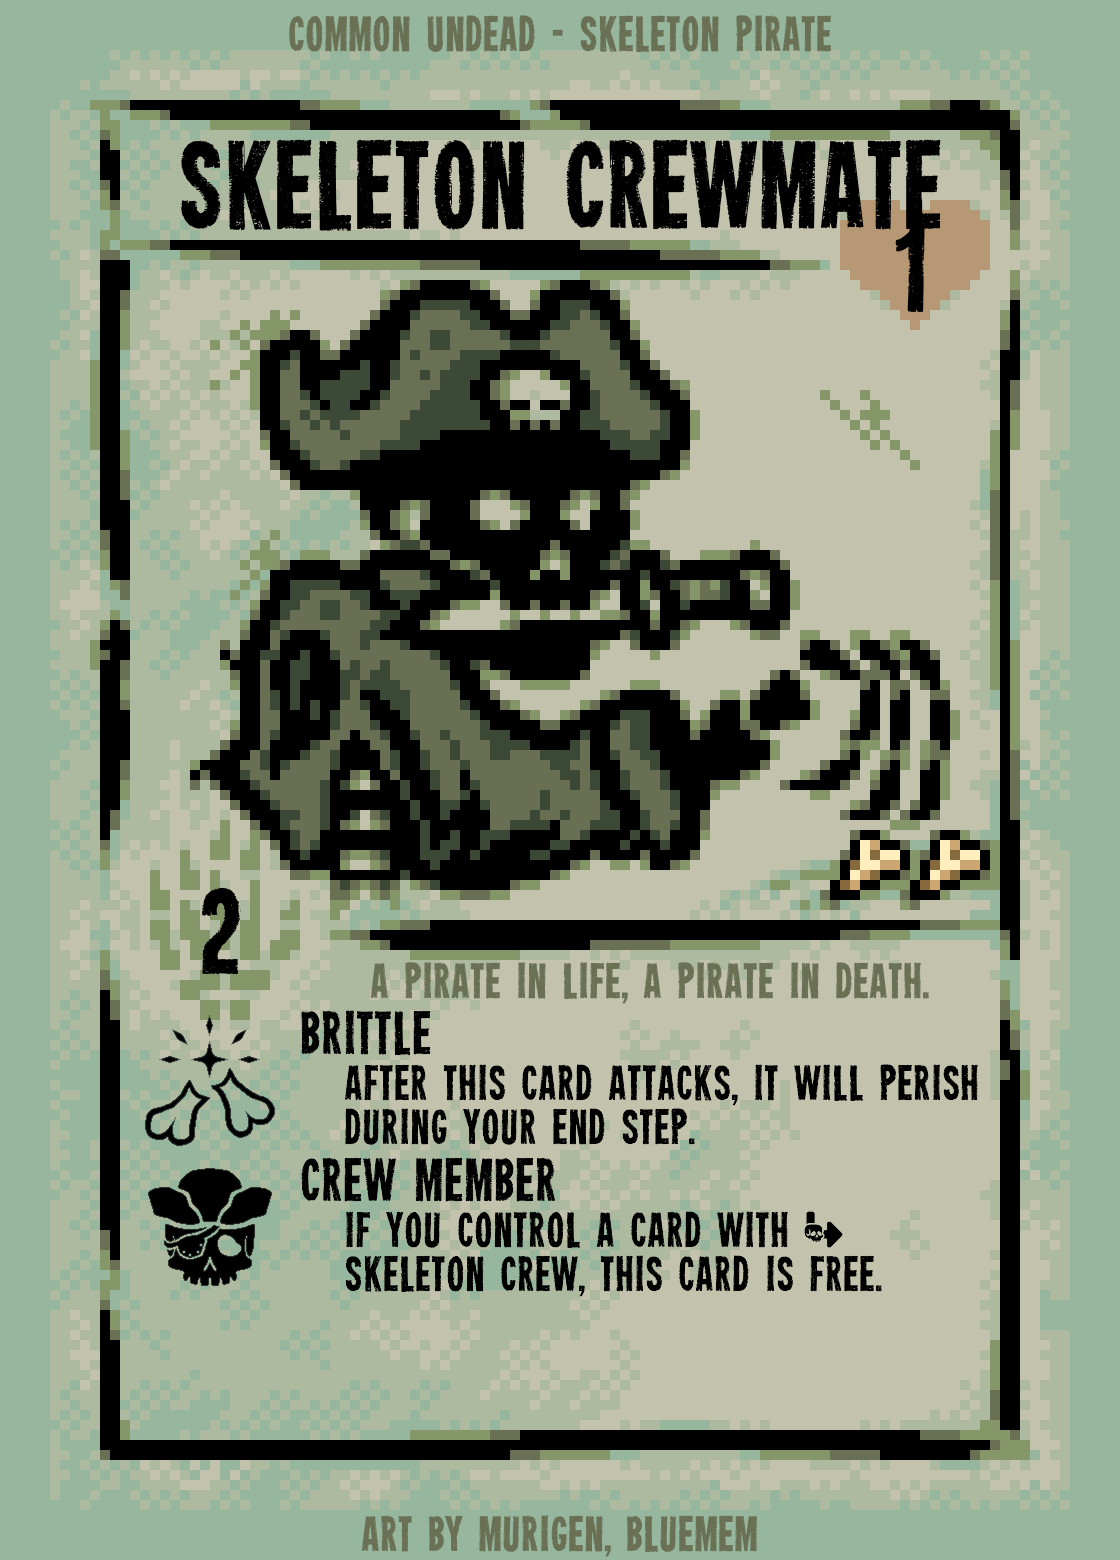 COMMON UNDEAD - SKELETON PIRATE
SKELETON CREWMATE
1
2
A PIRATE IN LIFE, A PIRATE IN DEATH.
BRITTLE
AFTER THIS CARD ATTACKS, IT WILL PERISH
DURING YOUR END STEP.
CREW MEMBER
IF YOU CONTROL A CARD WITH
SKELETON CREW, THIS CARD IS FREE.
ART BY MURIGEN, BLUEMEM